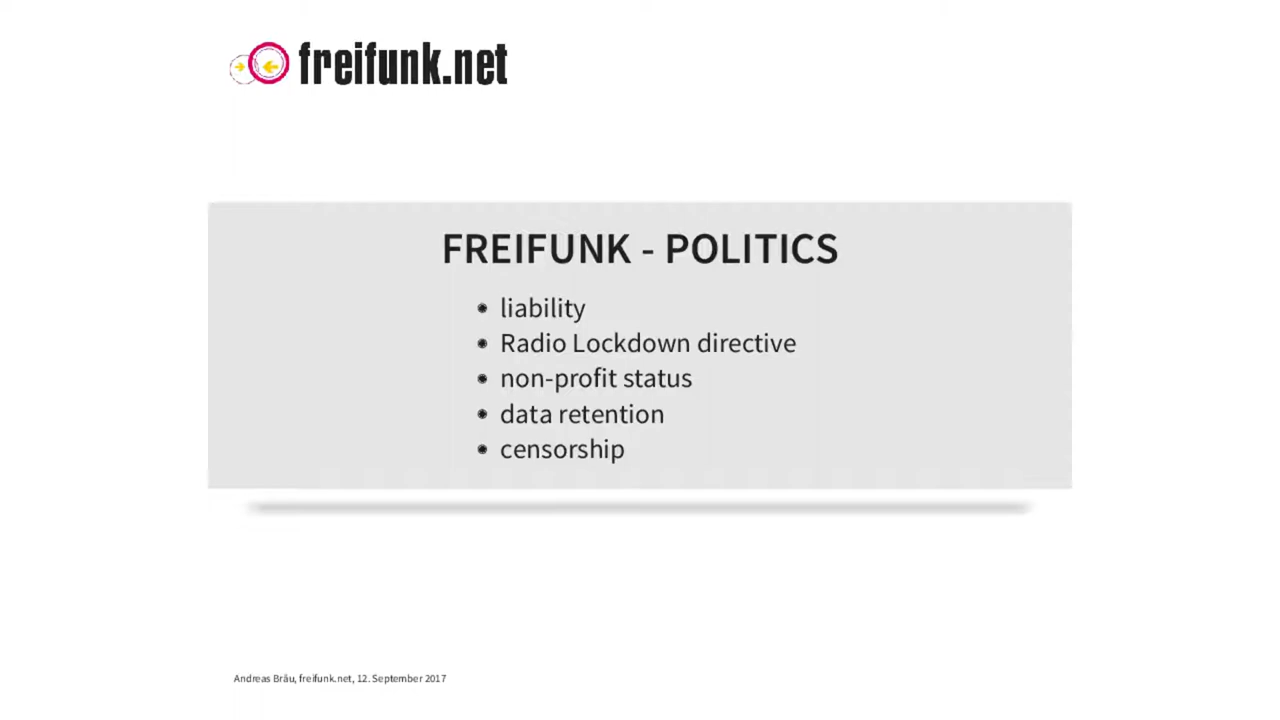 freifunk.net
FREIFUNK - POLITICS
liability
Radio Lockdown directive
non-profit status
data retention
censorship
Andreas Bräu, freifunk.net, 12. September 2017